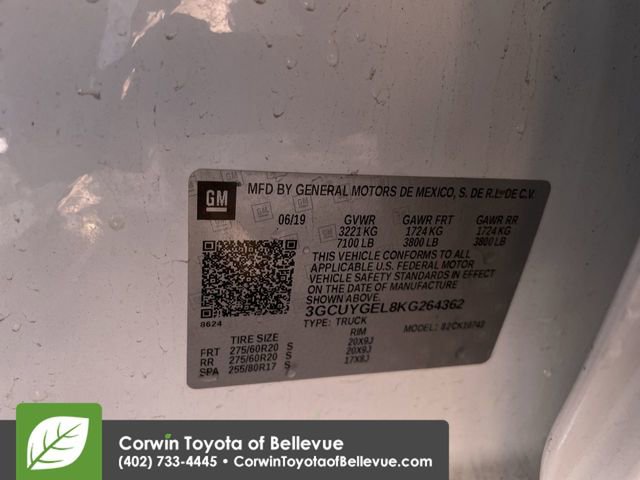 GM
MFD BY GENERAL MOTORS DE MEXICO, S. DE R.L. DE C.V.
06/19 GVWR GAWR FRT GAWR RR
3221 KG 1724 KG 1724 KG
7100 LB 3800 LB 3800 LB
THIS VEHICLE CONFORMS TO ALL
APPLICABLE U.S. FEDERAL MOTOR
VEHICLE SAFETY STANDARDS IN EFFECT
ON THE DATE OF MANUFACTURE
SHOWN ABOVE.
3GCUYGEL8KG264362
TYPE: TRUCK MODEL:
8624
TIRE SIZE RIM
FRT 275/60R20 S 20X9J
RR 275/60R20 S 20X9J
SPA 255/80R17 S 17X8J
Corwin Toyota of Bellevue
(402) 733-4445 • CorwinToyotaofBellevue.com